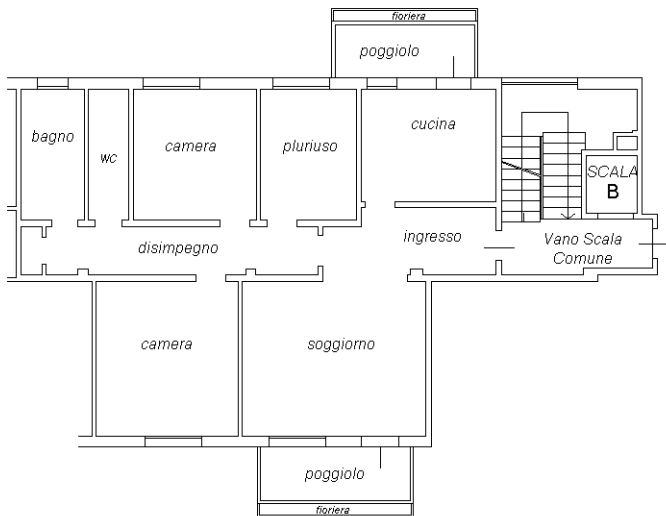 fioriera
poggiolo
bagno
wc
camera
pluriuso
cucina
SCALA
B
disimpegno
ingresso
Vano Scala
Comune
camera
soggiorno
poggiolo
fioriera